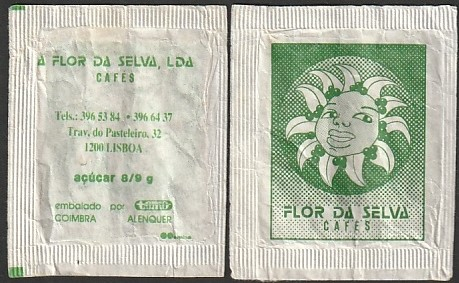 A FLOR DA SELVA, LDA
CAFÉS
Tels.: 396 53 84 • 396 64 37
Trav. do Pasteleiro, 32
1200 LISBOA
açúcar 8/9 g
embalado por
COIMBRA ALENQUER
FLOR DA SELVA
CAFÉS